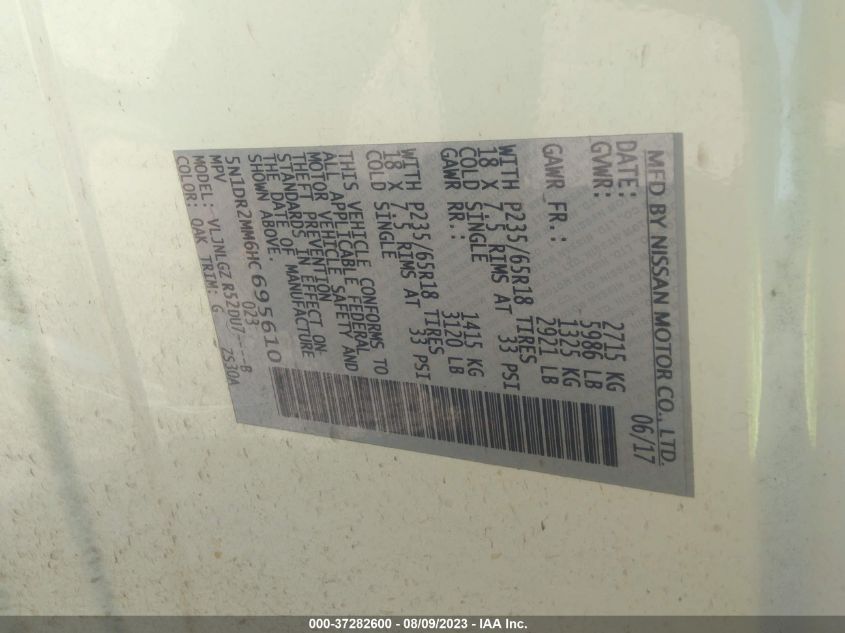 MFD BY NISSAN MOTOR CO., LTD.
DATE: 06/17
GVWR: 2715 KG
5986 LB
GAWR FR.: 1325 KG
2921 LB
WITH P235/65R18 TIRES
18 X 7.5 RIMS AT 33 PSI
COLD SINGLE
GAWR RR.: 1415 KG
3120 LB
WITH P235/65R18 TIRES
18 X 7.5 RIMS AT 33 PSI
COLD SINGLE
THIS VEHICLE CONFORMS TO
ALL APPLICABLE FEDERAL
MOTOR VEHICLE SAFETY AND
THEFT PREVENTION
STANDARDS IN EFFECT ON
THE DATE OF MANUFACTURE
SHOWN ABOVE. 023
5N1DR2MM6HC695610
MPV
MODEL: VLJNLGZ R52DU7----B
COLOR: QAK TRIM: G ZS30A
000-37282600 - 08/09/2023 - IAA Inc.